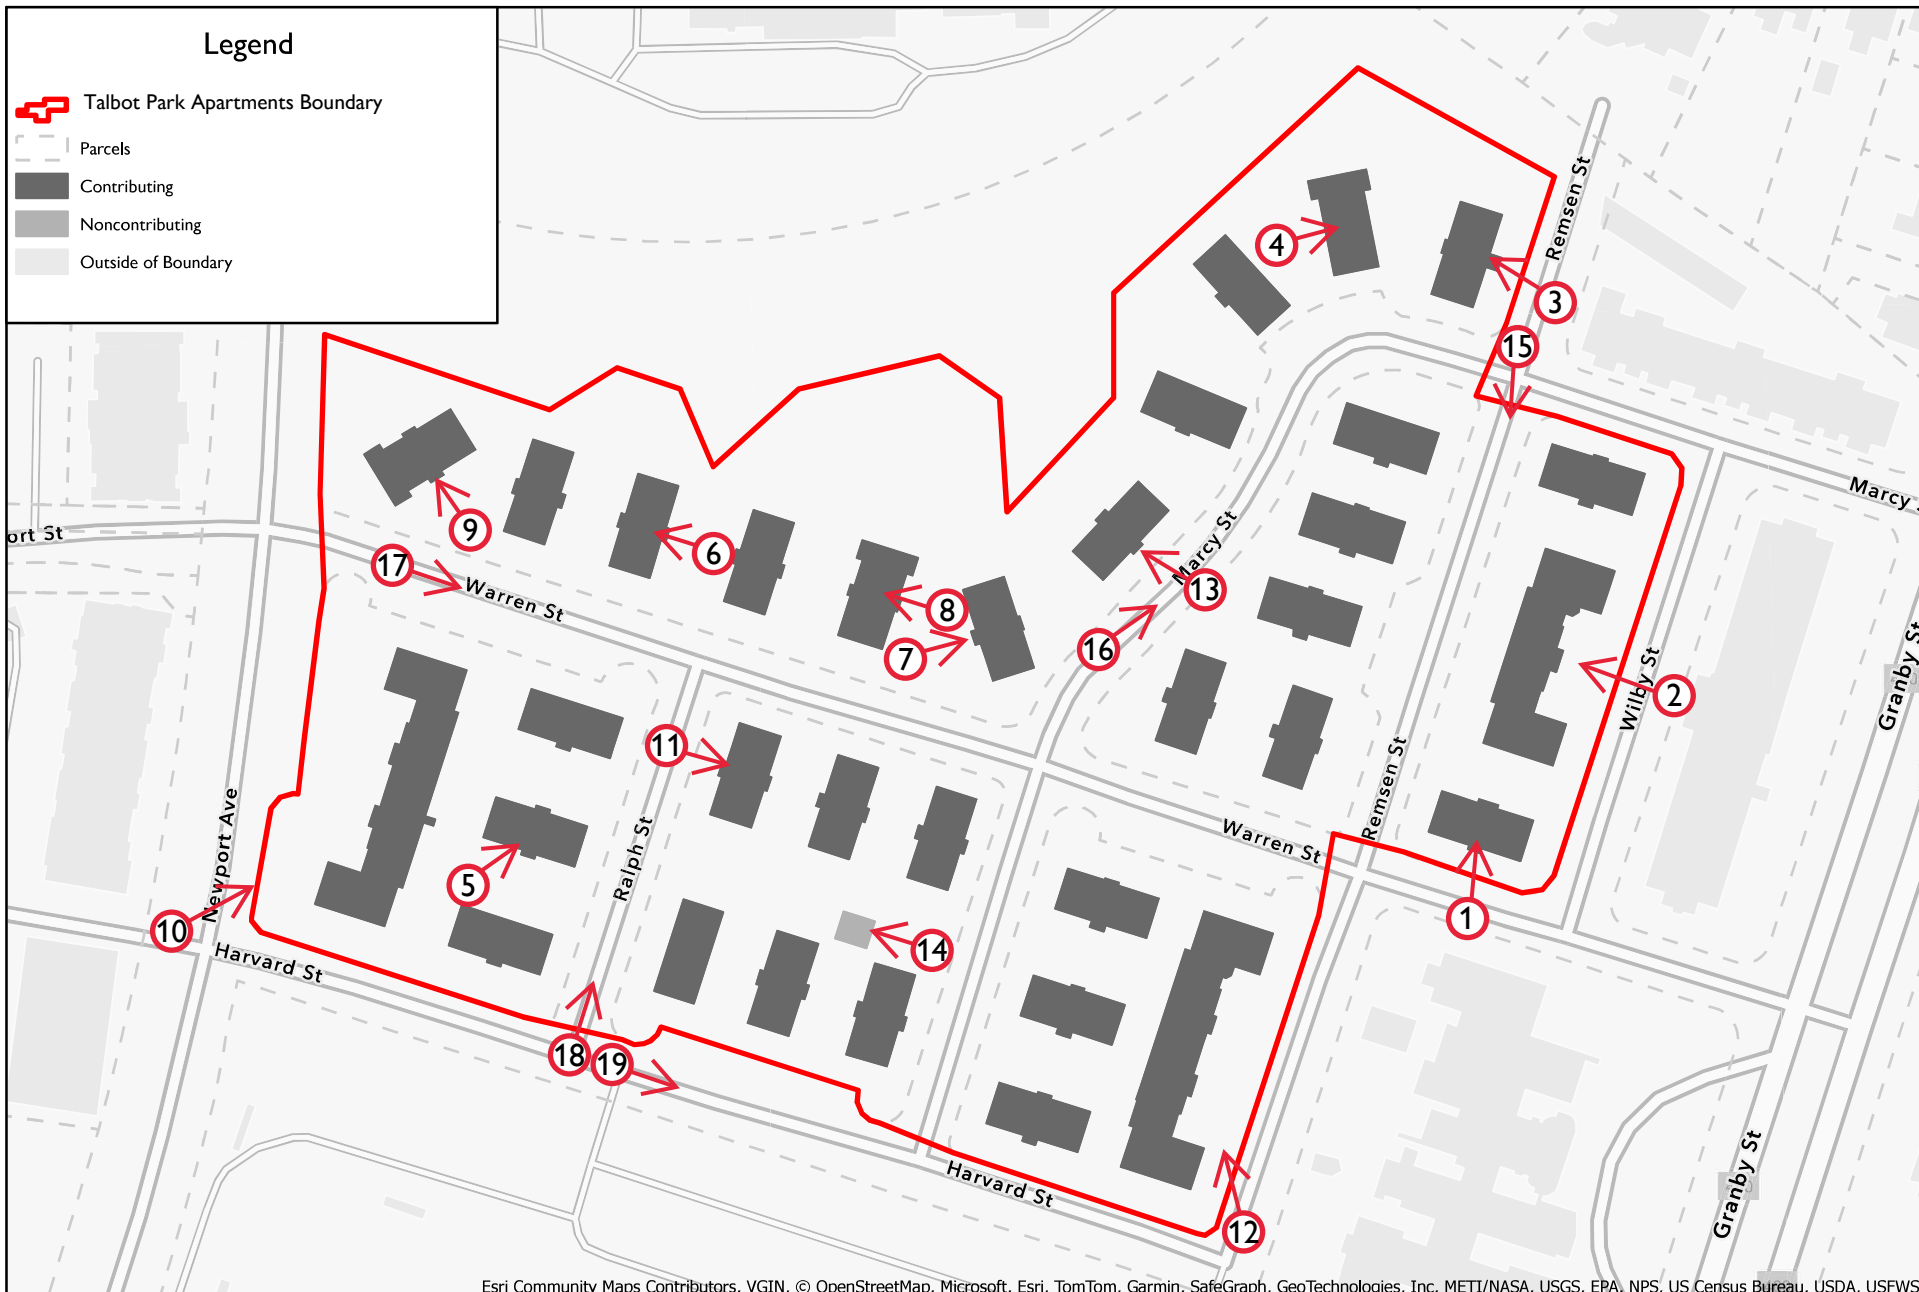 Legend
Talbot Park Apartments Boundary
Parcels
Contributing
Noncontributing
Outside of Boundary
Remsen St
4
3
15
Marcy
ort St
9
6
17
Warren St
Marcy St
13
8
7
16
Wilby St
2
Granby St
11
Remsen St
Newport Ave
Ralph St
Warren St
5
1
10
Harvard St
14
18
19
Harvard St
12
Granby St
Esri Community Maps Contributors, VGIN, © OpenStreetMap, Microsoft, Esri, TomTom, Garmin, SafeGraph, GeoTechnologies, Inc, METI/NASA, USGS, EPA, NPS, US Census Bureau, USDA, USFWS